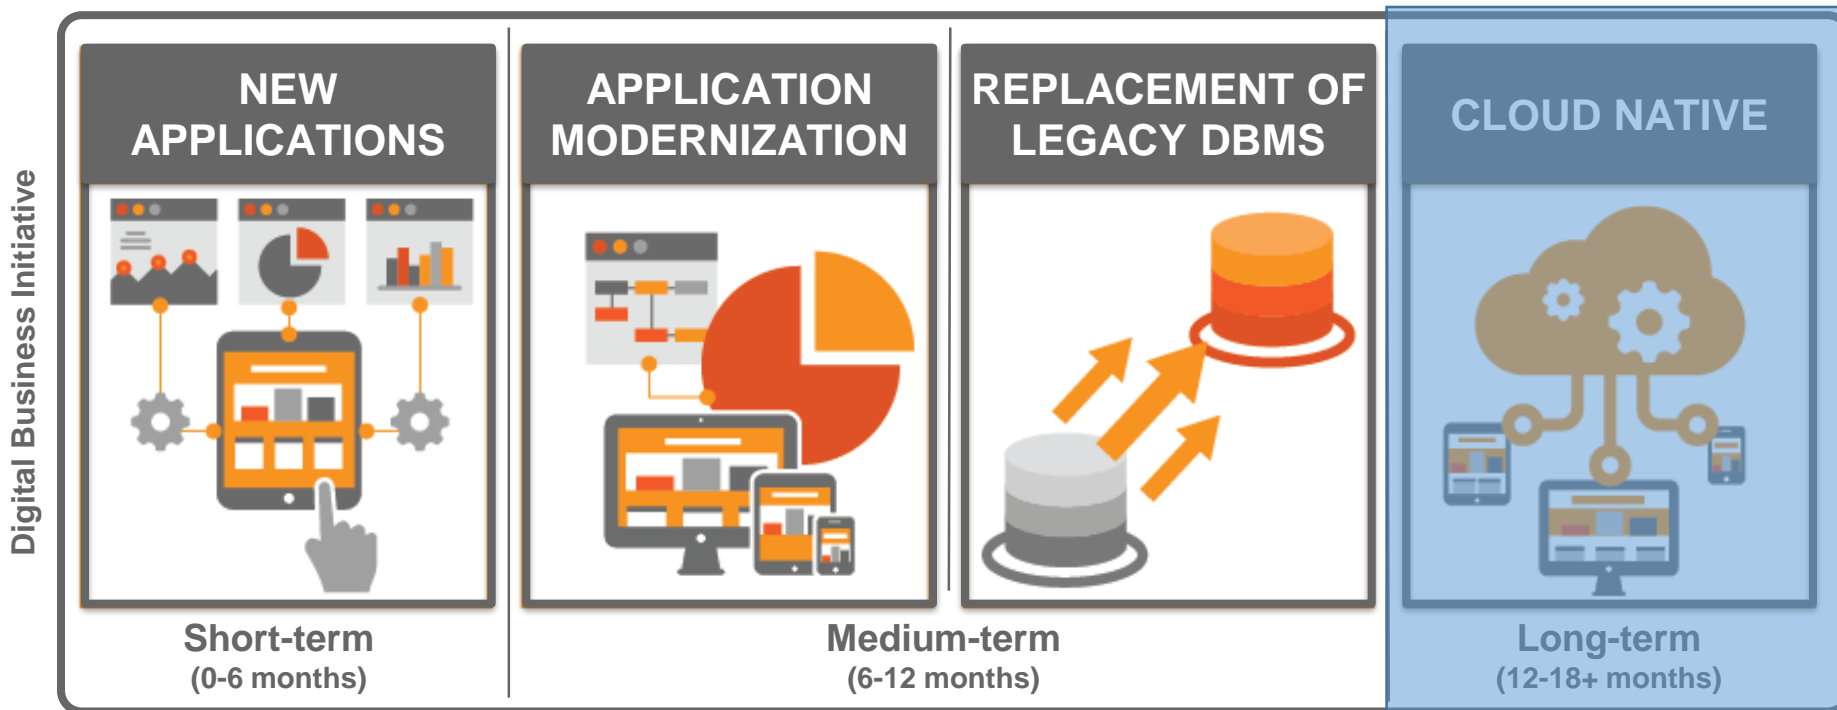 Digital Business Initiative
NEW
APPLICATIONS
Short-term
(0-6 months)
APPLICATION
MODERNIZATION
REPLACEMENT OF
LEGACY DBMS
Medium-term
(6-12 months)
CLOUD NATIVE
Long-term
(12-18+ months)